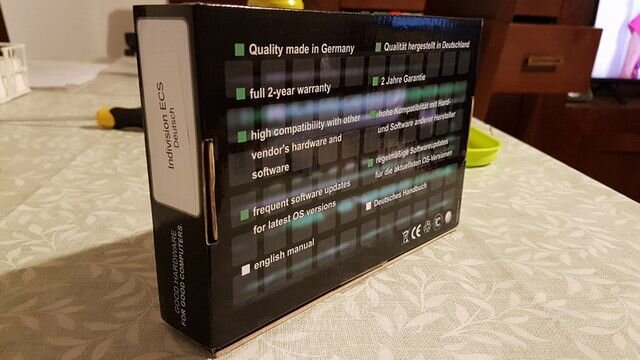 Indivision ECS
Deutsch
GOOD HARDWARE
FOR GOOD COMPUTERS
Quality made in Germany
full 2-year warranty
high compatibility with other
vendor's hardware and
software
frequent software updates
for latest OS versions
english manual
Qualität hergestellt in Deutschland
2 Jahre Garantie
hohe Kompatibilität mit Hard-
und Software anderer Hersteller
regelmäßige Softwareupdates
für die aktuellsten OS-Versionen
Deutsches Handbuch
CE